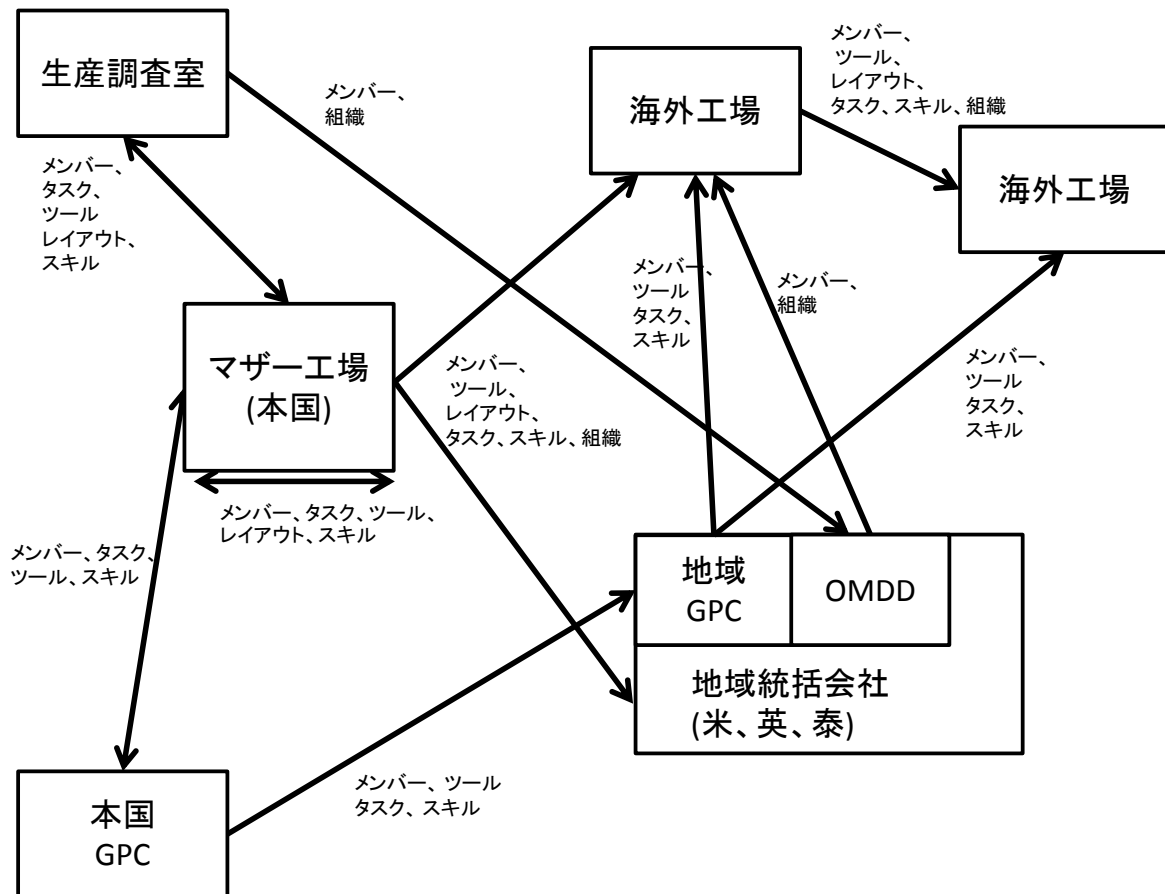 生産調査室
メンバー、
組織
メンバー、
ツール、
レイアウト、
タスク、スキル、組織
海外工場
海外工場
メンバー、
タスク、
ツール
レイアウト、
スキル
マザー工場
(本国)
メンバー、
ツール
タスク、
スキル
メンバー、
組織
メンバー、
ツール、
レイアウト、
タスク、スキル、組織
メンバー、
ツール
タスク、
スキル
メンバー、タスク、ツール、
レイアウト、スキル
メンバー、タスク、
ツール、スキル
地域
GPC
OMDD
地域統括会社
(米、英、泰)
メンバー、ツール
タスク、スキル
本国
GPC